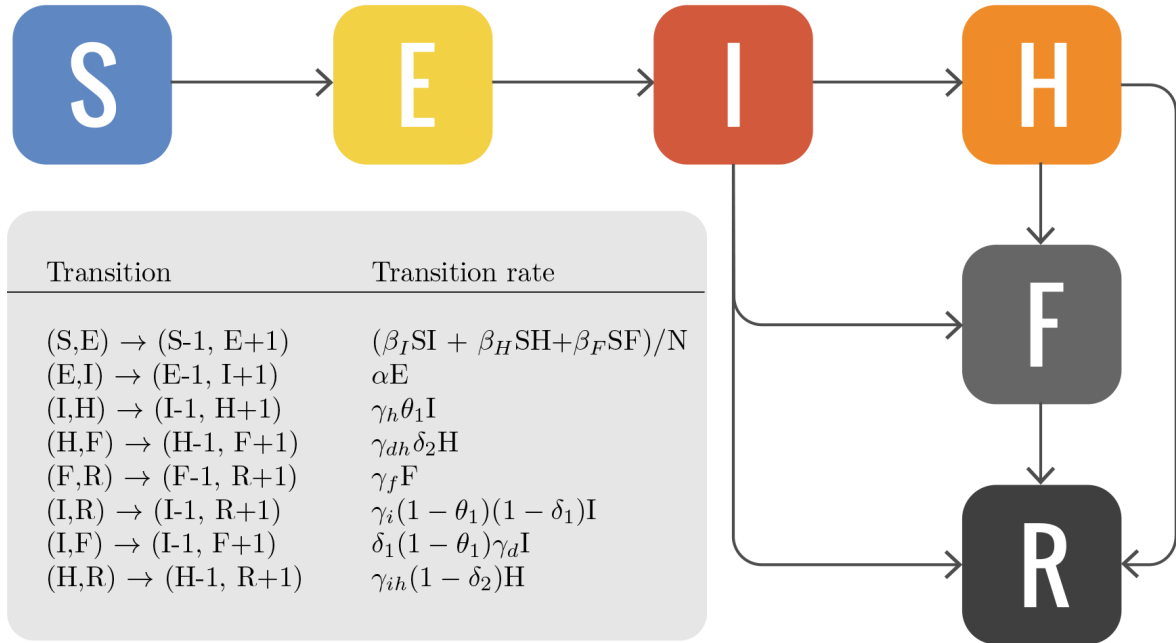 S E I H
F
R
Transition Transition rate
(S,E) → (S-1, E+1) (β_I SI + β_H SH+β_F SF)/N
(E,I) → (E-1, I+1) αE
(I,H) → (I-1, H+1) γ_h θ_1 I
(H,F) → (H-1, F+1) γ_dh δ_2 H
(F,R) → (F-1, R+1) γ_f F
(I,R) → (I-1, R+1) γ_i (1 − θ_1)(1 − δ_1)I
(I,F) → (I-1, F+1) δ_1 (1 − θ_1)γ_d I
(H,R) → (H-1, R+1) γ_ih (1 − δ_2)H